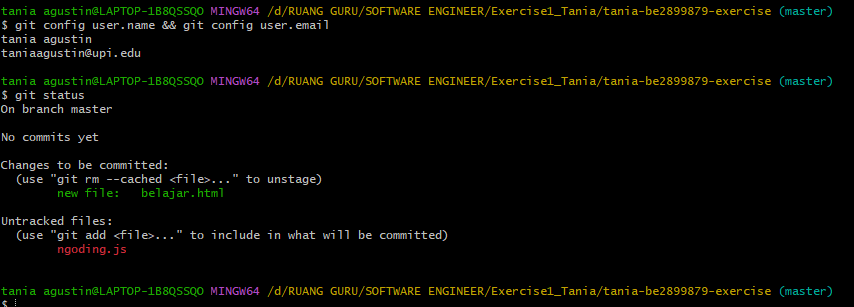 tania agustin@LAPTOP-1B8QSSQO MINGW64 /d/RUANG GURU/SOFTWARE ENGINEER/Exercise1_Tania/tania-be2899879-exercise (master)
$ git config user.name && git config user.email
tania agustin
taniaagustin@upi.edu
tania agustin@LAPTOP-1B8QSSQO MINGW64 /d/RUANG GURU/SOFTWARE ENGINEER/Exercise1_Tania/tania-be2899879-exercise (master)
$ git status
On branch master
No commits yet
Changes to be committed:
(use "git rm --cached <file>..." to unstage)
new file:   belajar.html
Untracked files:
(use "git add <file>..." to include in what will be committed)
ngoding.js
tania agustin@LAPTOP-1B8QSSQO MINGW64 /d/RUANG GURU/SOFTWARE ENGINEER/Exercise1_Tania/tania-be2899879-exercise (master)
$